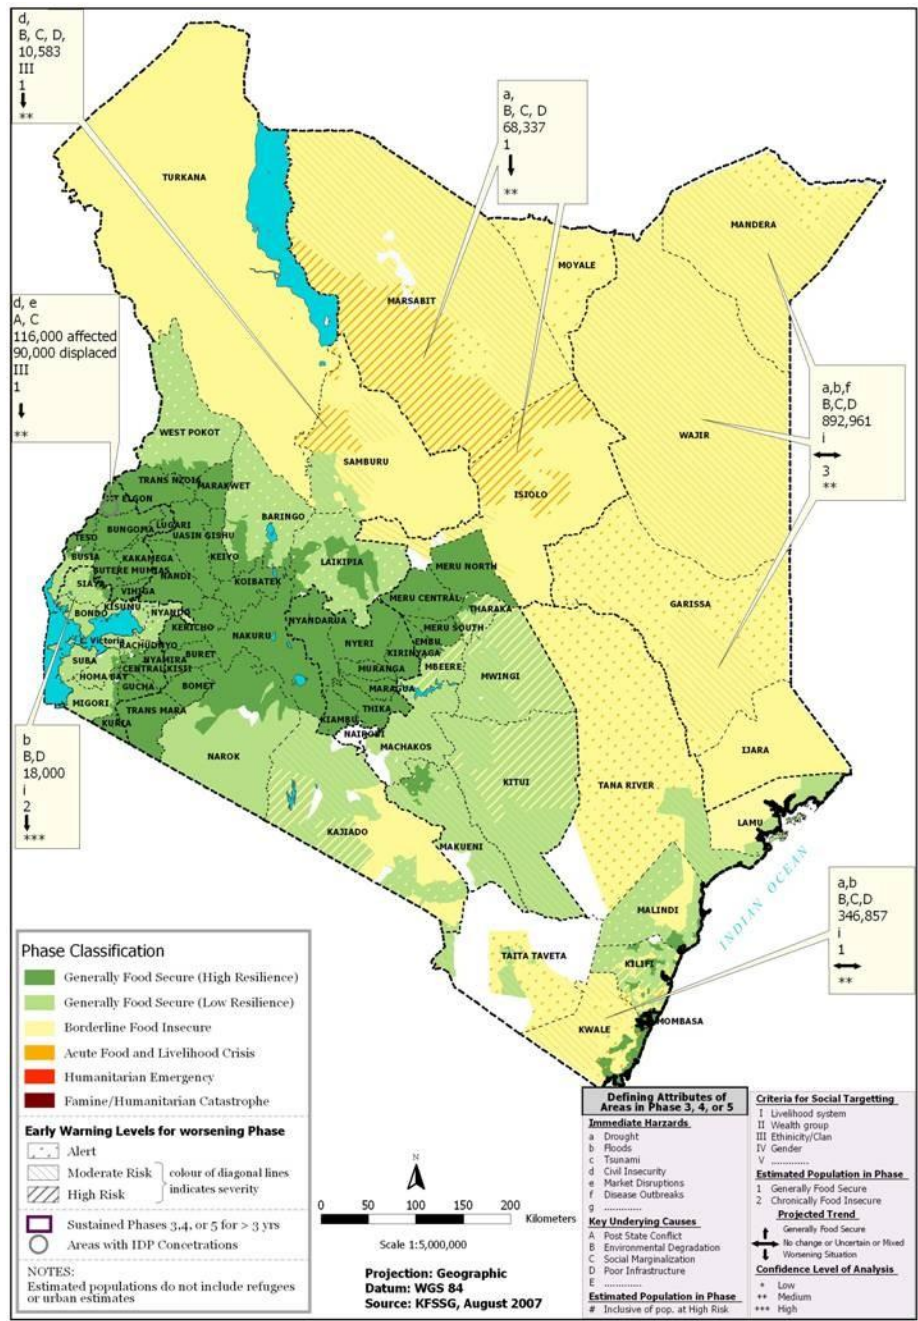 d,
B, C, D,
10,583
III
1
**
a,
B, C, D
68,337
1
**
d, e
A, C
116,000 affected
90,000 displaced
III
1
**
a,b,f
B,C,D
892,961
i
3
**
b
B,D
18,000
i
2
***
a,b
B,C,D
346,857
i
1
**
TURKANA
MANDERA
MOYALE
MARSABIT
WEST POKOT
WAJIR
SAMBURU
TRANS NZOIA
MARAKWET
ISIOLO
MT ELGON
BARINGO
BUNGOMA
LUGARI
TESO
UASIN GISHU
BUSIA
KAKAMEGA
KEIYO
LAIKIPIA
MERU NORTH
BUTERE MUMIAS
NANDI
KOIBATEK
SIAYA
VIHIGA
MERU CENTRAL
GARISSA
BONDO
KISUMU
NYANDO
THARAKA
L. Victoria
KERICHO
NYANDARUA
MERU SOUTH
RACHUONYO
NAKURU
NYERI
EMBU
KIRINYAGA
SUBA
NYAMIRA
BURET
MURANGA
MBEERE
CENTRAL KISII
HOMA BAY
MWINGI
GUCHA
BOMET
MARAGUA
MIGORI
TRANS MARA
THIKA
KURIA
KIAMBU
NAIROBI
MACHAKOS
IJARA
NAROK
KITUI
TANA RIVER
LAMU
KAJIADO
MAKUENI
INDIAN OCEAN
MALINDI
TAITA TAVETA
KILIFI
KWALE
MOMBASA
Phase Classification
Generally Food Secure (High Resilience)
Generally Food Secure (Low Resilience)
Borderline Food Insecure
Acute Food and Livelihood Crisis
Humanitarian Emergency
Famine/Humanitarian Catastrophe
Early Warning Levels for worsening Phase
Alert
Moderate Risk
High Risk
colour of diagonal lines
indicates severity
Sustained Phases 3,4, or 5 for > 3 yrs
Areas with IDP Concetrations
NOTES:
Estimated populations do not include refugees
or urban estimates
N
0 50 100 150 200
Kilometers
Scale 1:5,000,000
Projection: Geographic
Datum: WGS 84
Source: KFSSG, August 2007
Defining Attributes of
Areas in Phase 3, 4, or 5
Immediate Harzards
a Drought
b Floods
c Tsunami
d Civil Insecurity
e Market Disruptions
f Disease Outbreaks
g ..............
Key Underlying Causes
A Post State Conflict
B Environmental Degradation
C Social Marginalization
D Poor Infrastructure
E ..............
Estimated Population in Phase
# Inclusive of pop. at High Risk
Criteria for Social Targetting
I Livelihood system
II Wealth group
III Ethinicity/Clan
IV Gender
V ..............
Estimated Population in Phase
1 Generally Food Secure
2 Chronically Food Insecure
Projected Trend
Generally Food Secure
No change or Uncertain or Mixed
Worsening Situation
Confidence Level of Analysis
* Low
** Medium
*** High